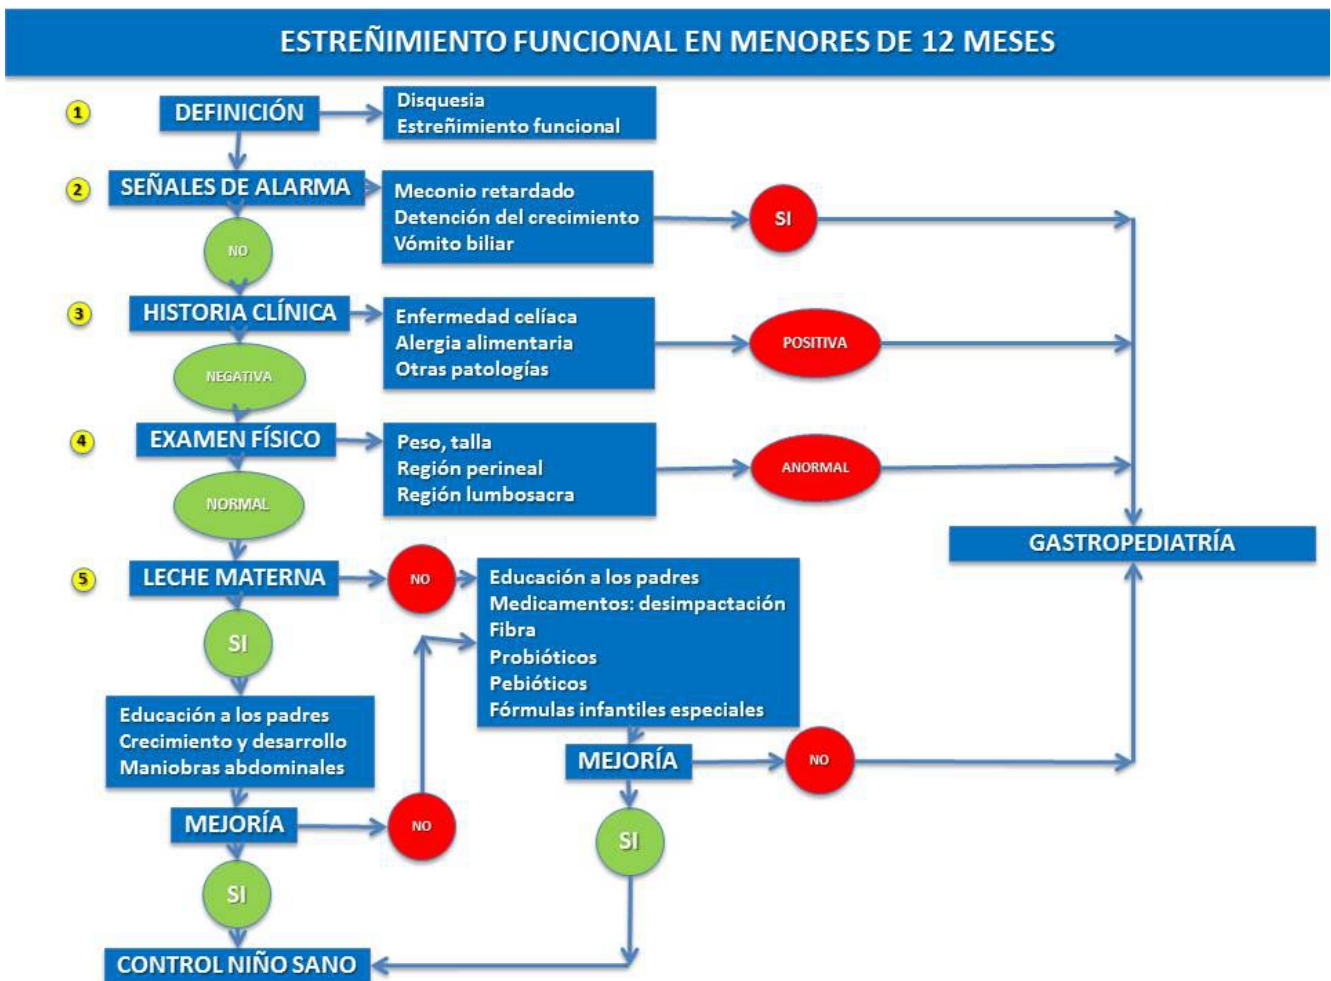 ESTREÑIMIENTO FUNCIONAL EN MENORES DE 12 MESES
1
DEFINICIÓN
Disquesia
Estreñimiento funcional
2
SEÑALES DE ALARMA
Meconio retardado
Detención del crecimiento
Vómito biliar
SI
NO
3
HISTORIA CLÍNICA
Enfermedad celíaca
Alergia alimentaria
Otras patologías
POSITIVA
NEGATIVA
4
EXAMEN FÍSICO
Peso, talla
Región perineal
Región lumbosacra
ANORMAL
NORMAL
GASTROPEDIATRÍA
5
LECHE MATERNA
NO
Educación a los padres
Medicamentos: desimpactación
Fibra
Probióticos
Pebióticos
Fórmulas infantiles especiales
SI
Educación a los padres
Crecimiento y desarrollo
Maniobras abdominales
MEJORÍA
NO
MEJORÍA
NO
SI
SI
CONTROL NIÑO SANO